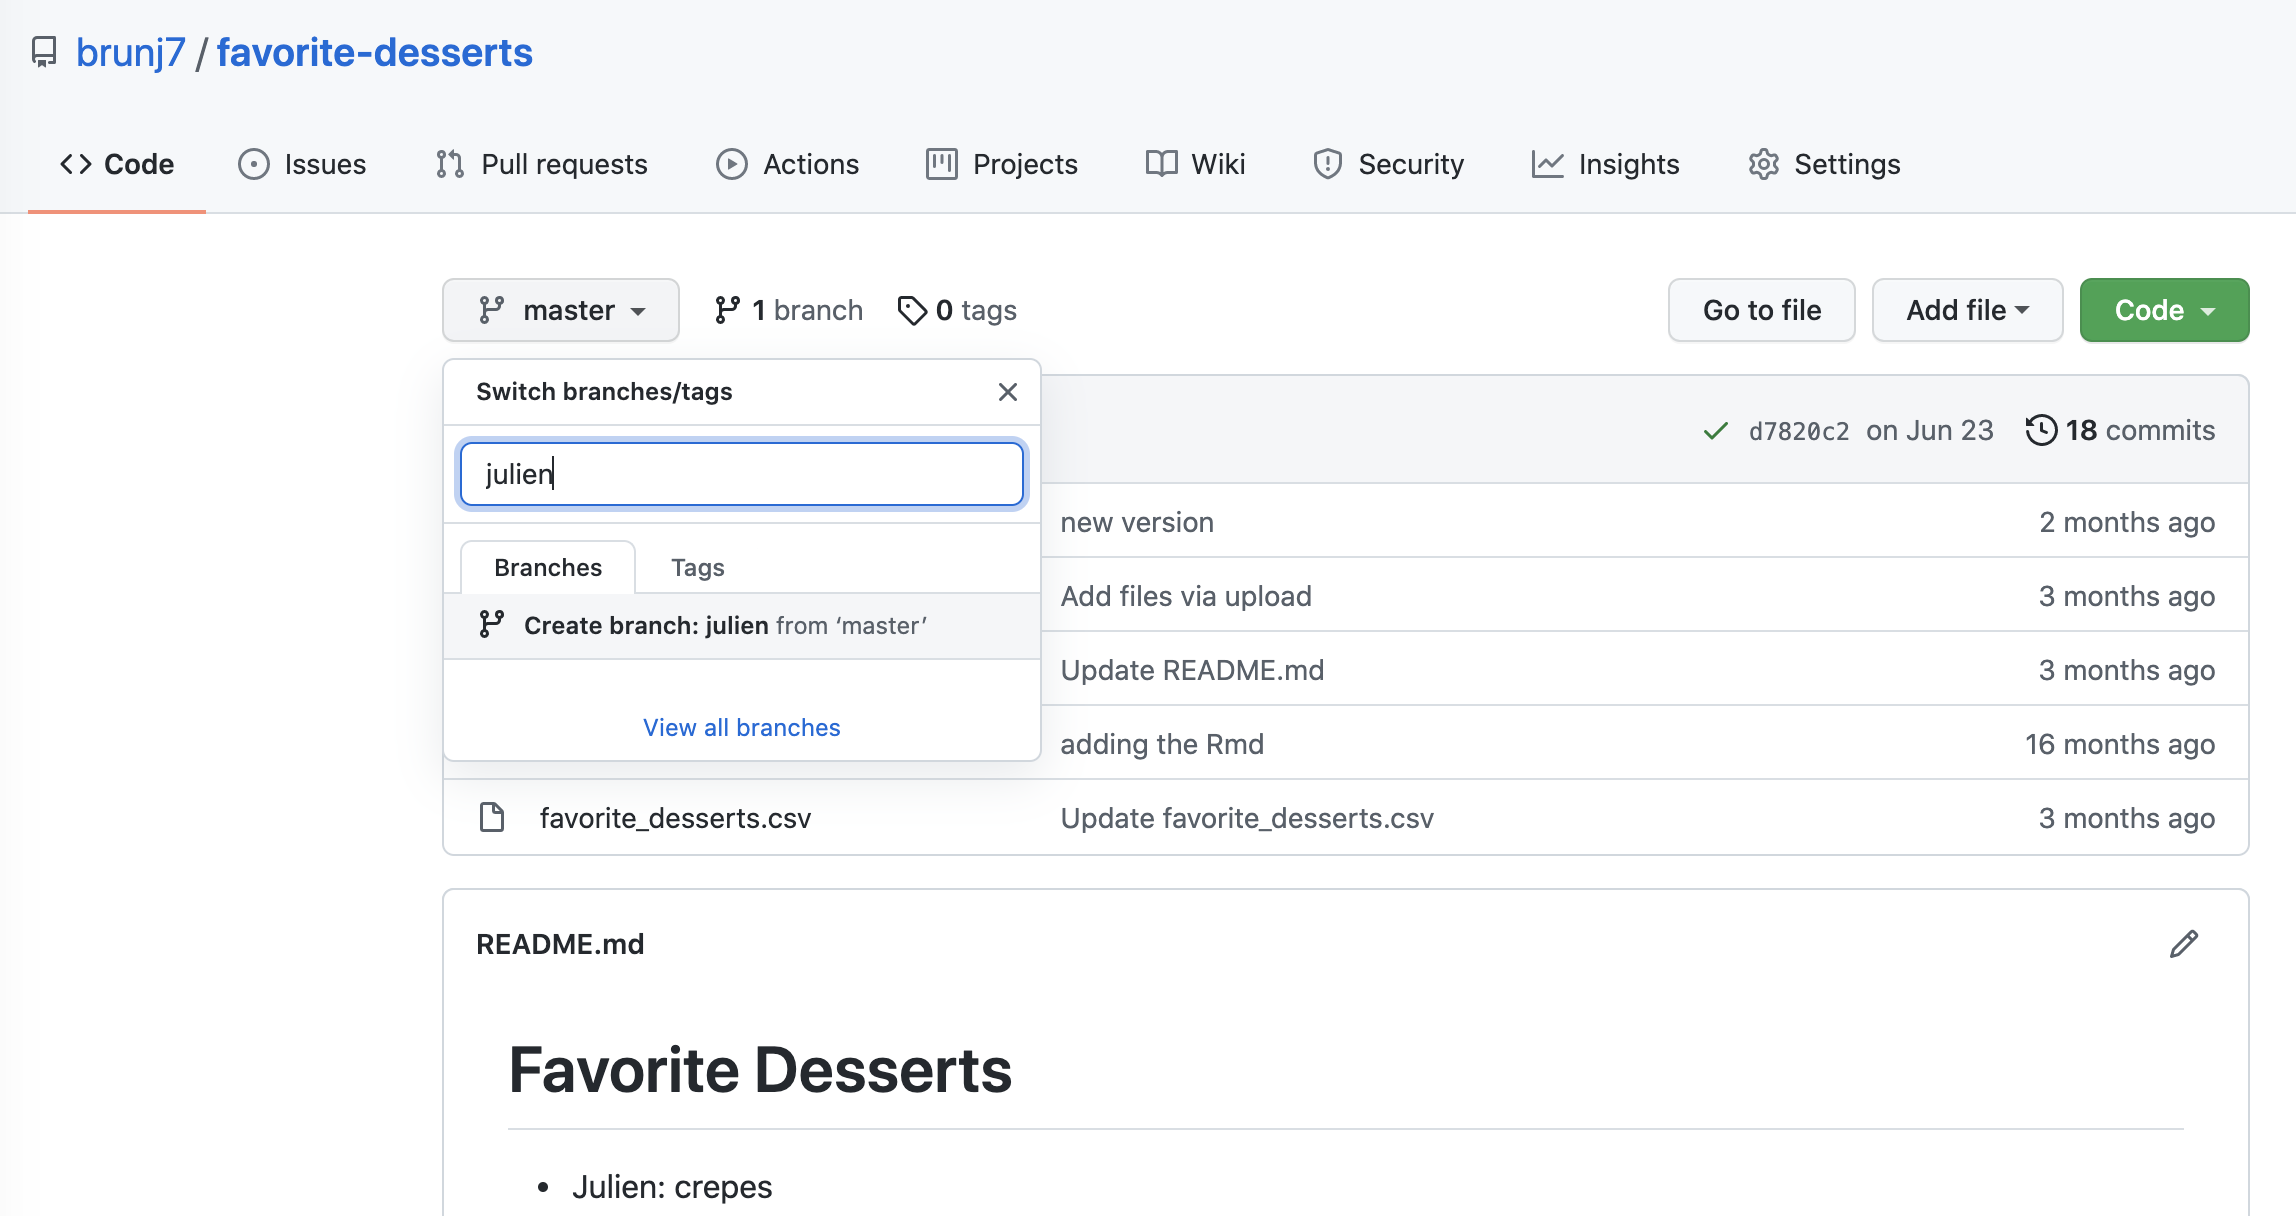 brunj7 / favorite-desserts
Code Issues Pull requests Actions Projects Wiki Security Insights Settings
master 1 branch 0 tags Go to file Add file Code
Switch branches/tags
d7820c2 on Jun 23 18 commits
julien
new version 2 months ago
Branches Tags
Add files via upload 3 months ago
Create branch: julien from ‘master’
Update README.md 3 months ago
View all branches
adding the Rmd 16 months ago
favorite_desserts.csv Update favorite_desserts.csv 3 months ago
README.md
Favorite Desserts
• Julien: crepes